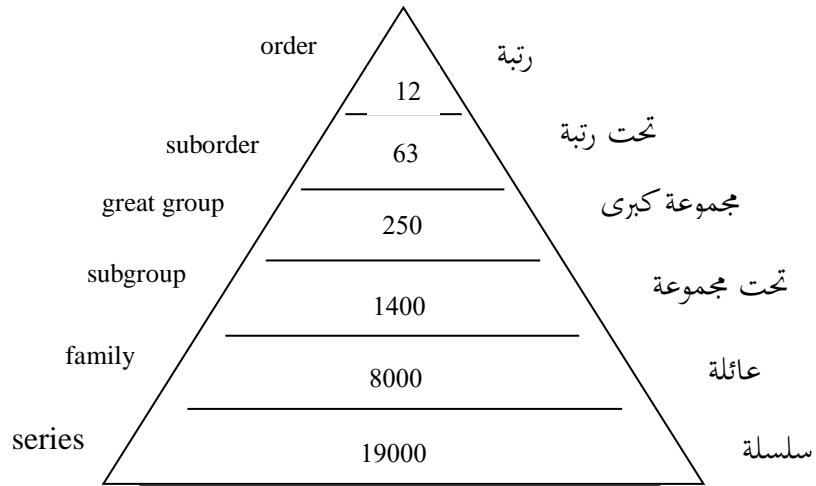 order
رتبة
12
suborder
تحت رتبة
63
great group
مجموعة كبرى
250
subgroup
تحت مجموعة
1400
family
عائلة
8000
series
سلسلة
19000